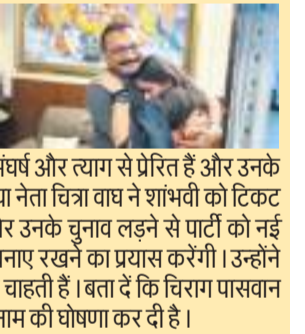 संघर्ष और त्याग से प्रेरित हैं और उनके
नेता चित्रा वाघ ने शांभवी को टिकट
उनके चुनाव लड़ने से पार्टी को नई
बनाए रखने का प्रयास करेंगी । उन्होंने
चाहती हैं । बता दें कि चिराग पासवान
नाम की घोषणा कर दी है ।